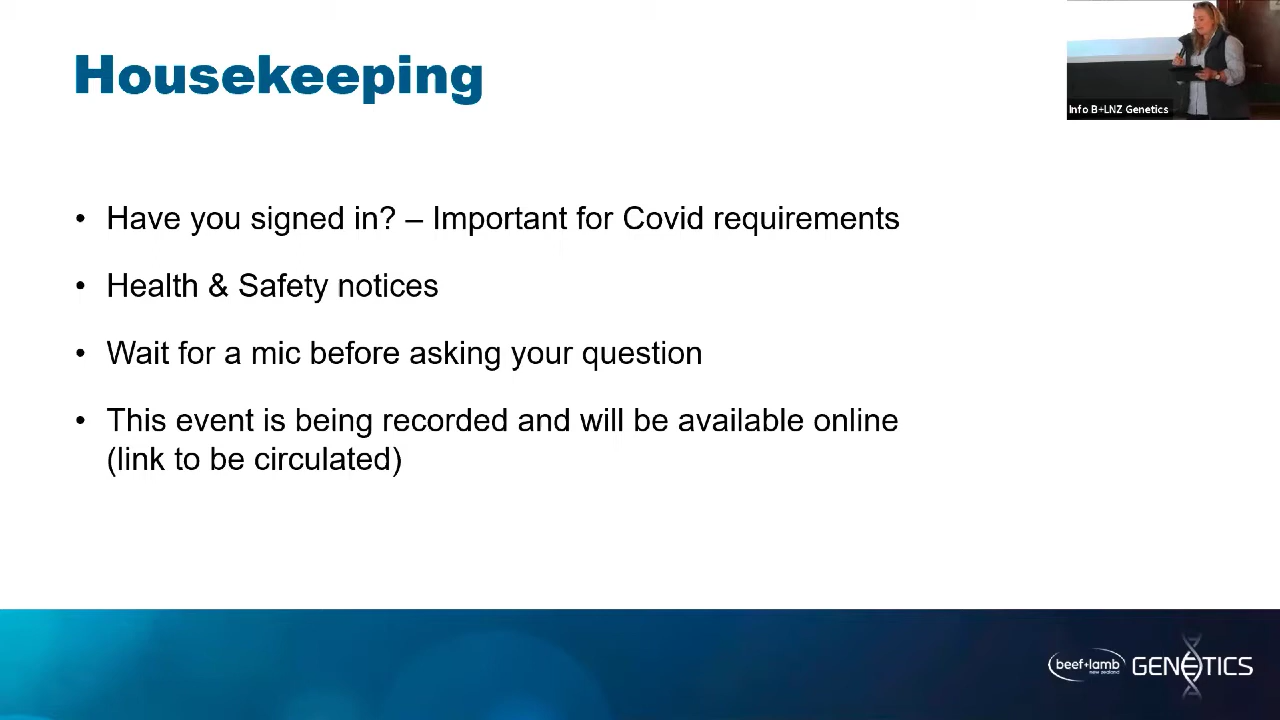 Housekeeping
Info B+LNZ Genetics
• Have you signed in? – Important for Covid requirements
• Health & Safety notices
• Wait for a mic before asking your question
• This event is being recorded and will be available online
(link to be circulated)
beef+lamb
new zealand
GENETICS